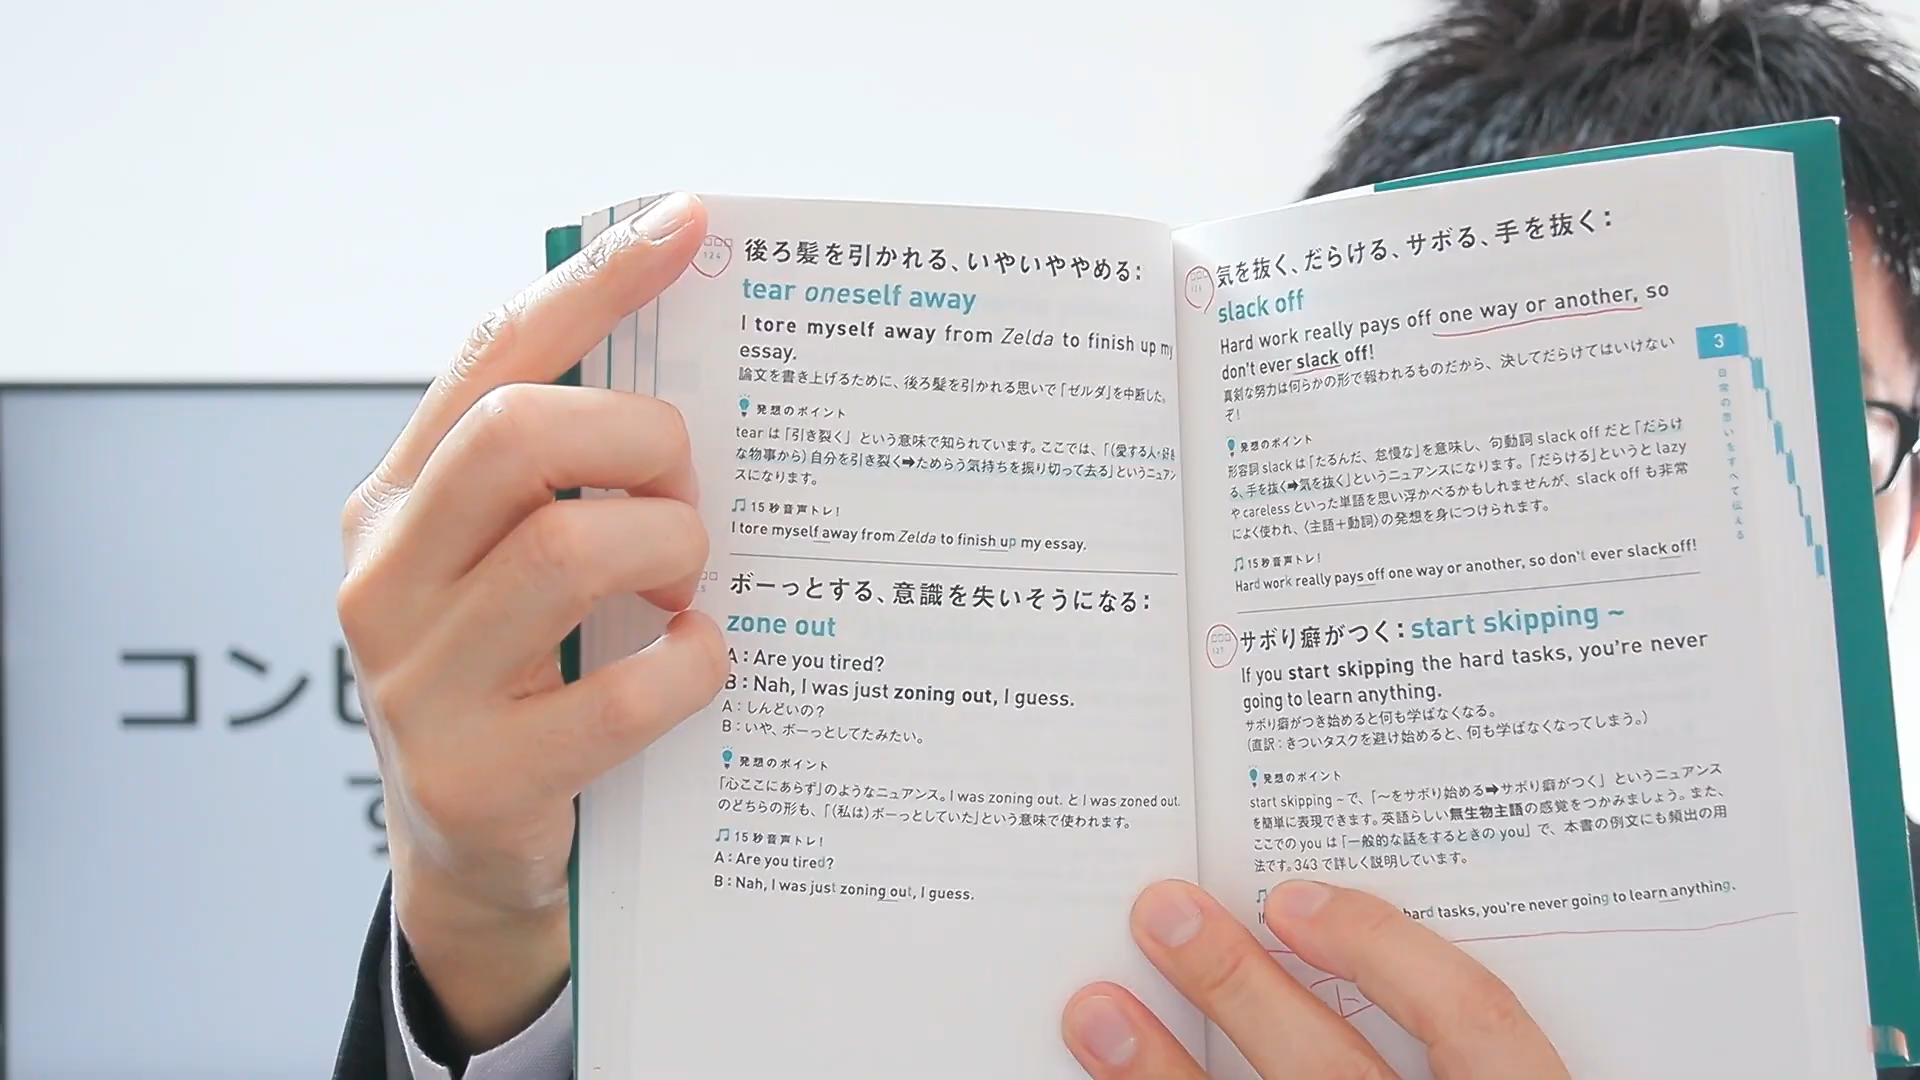 124
後ろ髪を引かれる、いやいややめる：
tear oneself away
I tore myself away from Zelda to finish up my
essay.
論文を書き上げるために、後ろ髪を引かれる思いで「ゼルダ」を中断した。
発想のポイント
tear は「引き裂く」という意味で知られています。ここでは、「（愛する人・好き
な物事から）自分を引き裂く➡ためらう気持ちを振り切って去る」というニュアン
スになります。
15秒音声トレ！
I tore myself away from Zelda to finish up my essay.
ボーっとする、意識を失いそうになる：
zone out
A：Are you tired?
B：Nah, I was just zoning out, I guess.
A：しんどいの？
B：いや、ボーっとしてたみたい。
発想のポイント
「心ここにあらず」のようなニュアンス。I was zoning out. と I was zoned out.
のどちらの形も、「（私は）ボーっとしていた」という意味で使われます。
15秒音声トレ！
A：Are you tired?
B：Nah, I was just zoning out, I guess.
気を抜く、だらける、サボる、手を抜く：
slack off
Hard work really pays off one way or another, so
don't ever slack off!
真剣な努力は何らかの形で報われるものだから、決してだらけてはいけない
ぞ！
発想のポイント
形容詞 slack は「たるんだ、怠慢な」を意味し、句動詞 slack off だと「だらけ
る、手を抜く➡気を抜く」というニュアンスになります。「だらける」というと lazy
や careless といった単語を思い浮かべるかもしれませんが、slack off も非常
によく使われ、〈主語＋動詞〉の発想を身につけられます。
15秒音声トレ！
Hard work really pays off one way or another, so don't ever slack off!
127
サボり癖がつく：start skipping ~
If you start skipping the hard tasks, you're never
going to learn anything.
サボり癖がつき始めると何も学ばなくなる。
（直訳：きついタスクを避け始めると、何も学ばなくなってしまう。）
発想のポイント
start skipping ~ で、「〜をサボり始める➡サボり癖がつく」というニュアンス
を簡単に表現できます。英語らしい無生物主語の感覚をつかみましょう。また、
ここでの you は「一般的な話をするときの you」で、本書の例文にも頻出の用
法です。343 で詳しく説明しています。
hard tasks, you're never going to learn anything.
3
日常の思いをすべて伝える
コンビ